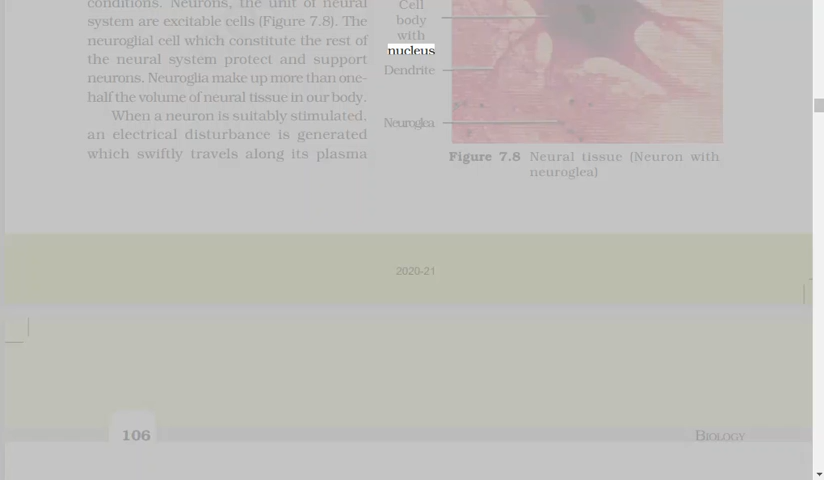 conditions. Neurons, the unit of neural
system are excitable cells (Figure 7.8). The
neuroglial cell which constitute the rest of
the neural system protect and support
neurons. Neuroglia make up more than one-
half the volume of neural tissue in our body.
When a neuron is suitably stimulated,
an electrical disturbance is generated
which swiftly travels along its plasma
Cell
body
with
nucleus
Dendrite
Neuroglea
Figure 7.8 Neural tissue (Neuron with
neuroglea)
2020-21
106
BIOLOGY